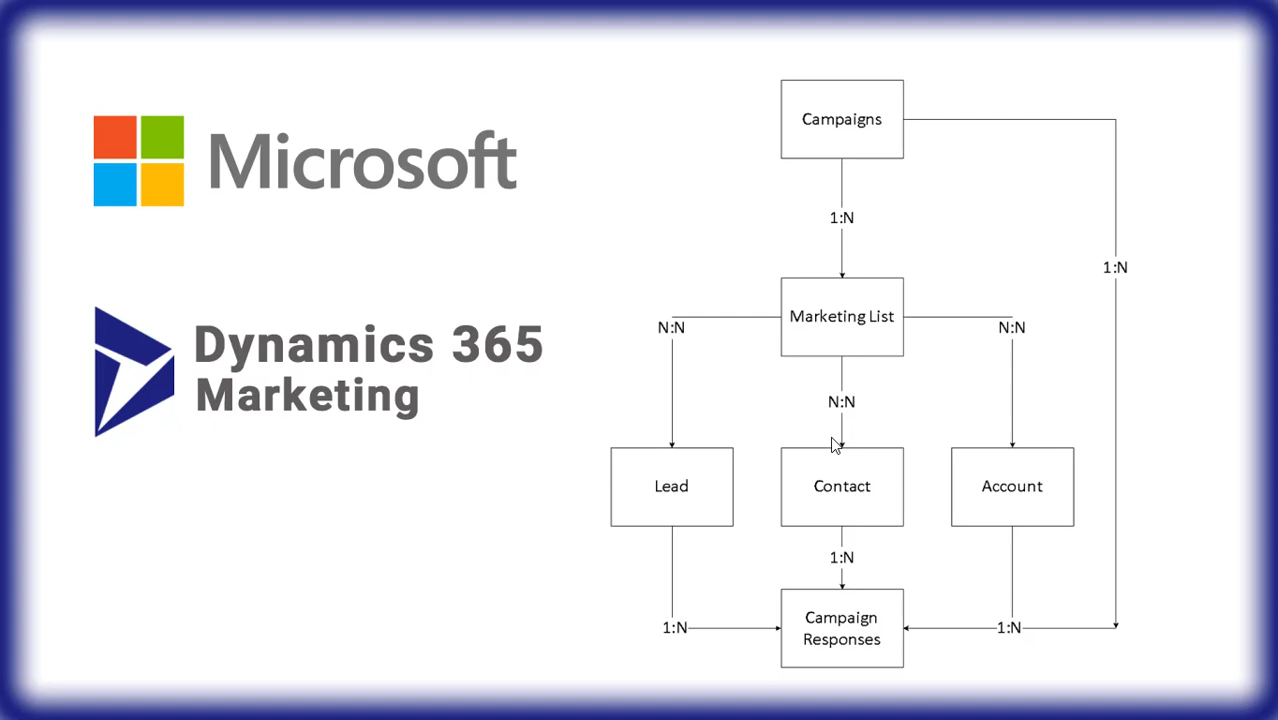 Microsoft
Dynamics 365
Marketing
Campaigns
1:N
1:N
Marketing List
N:N
N:N
N:N
Lead
Contact
Account
1:N
Campaign
Responses
1:N
1:N